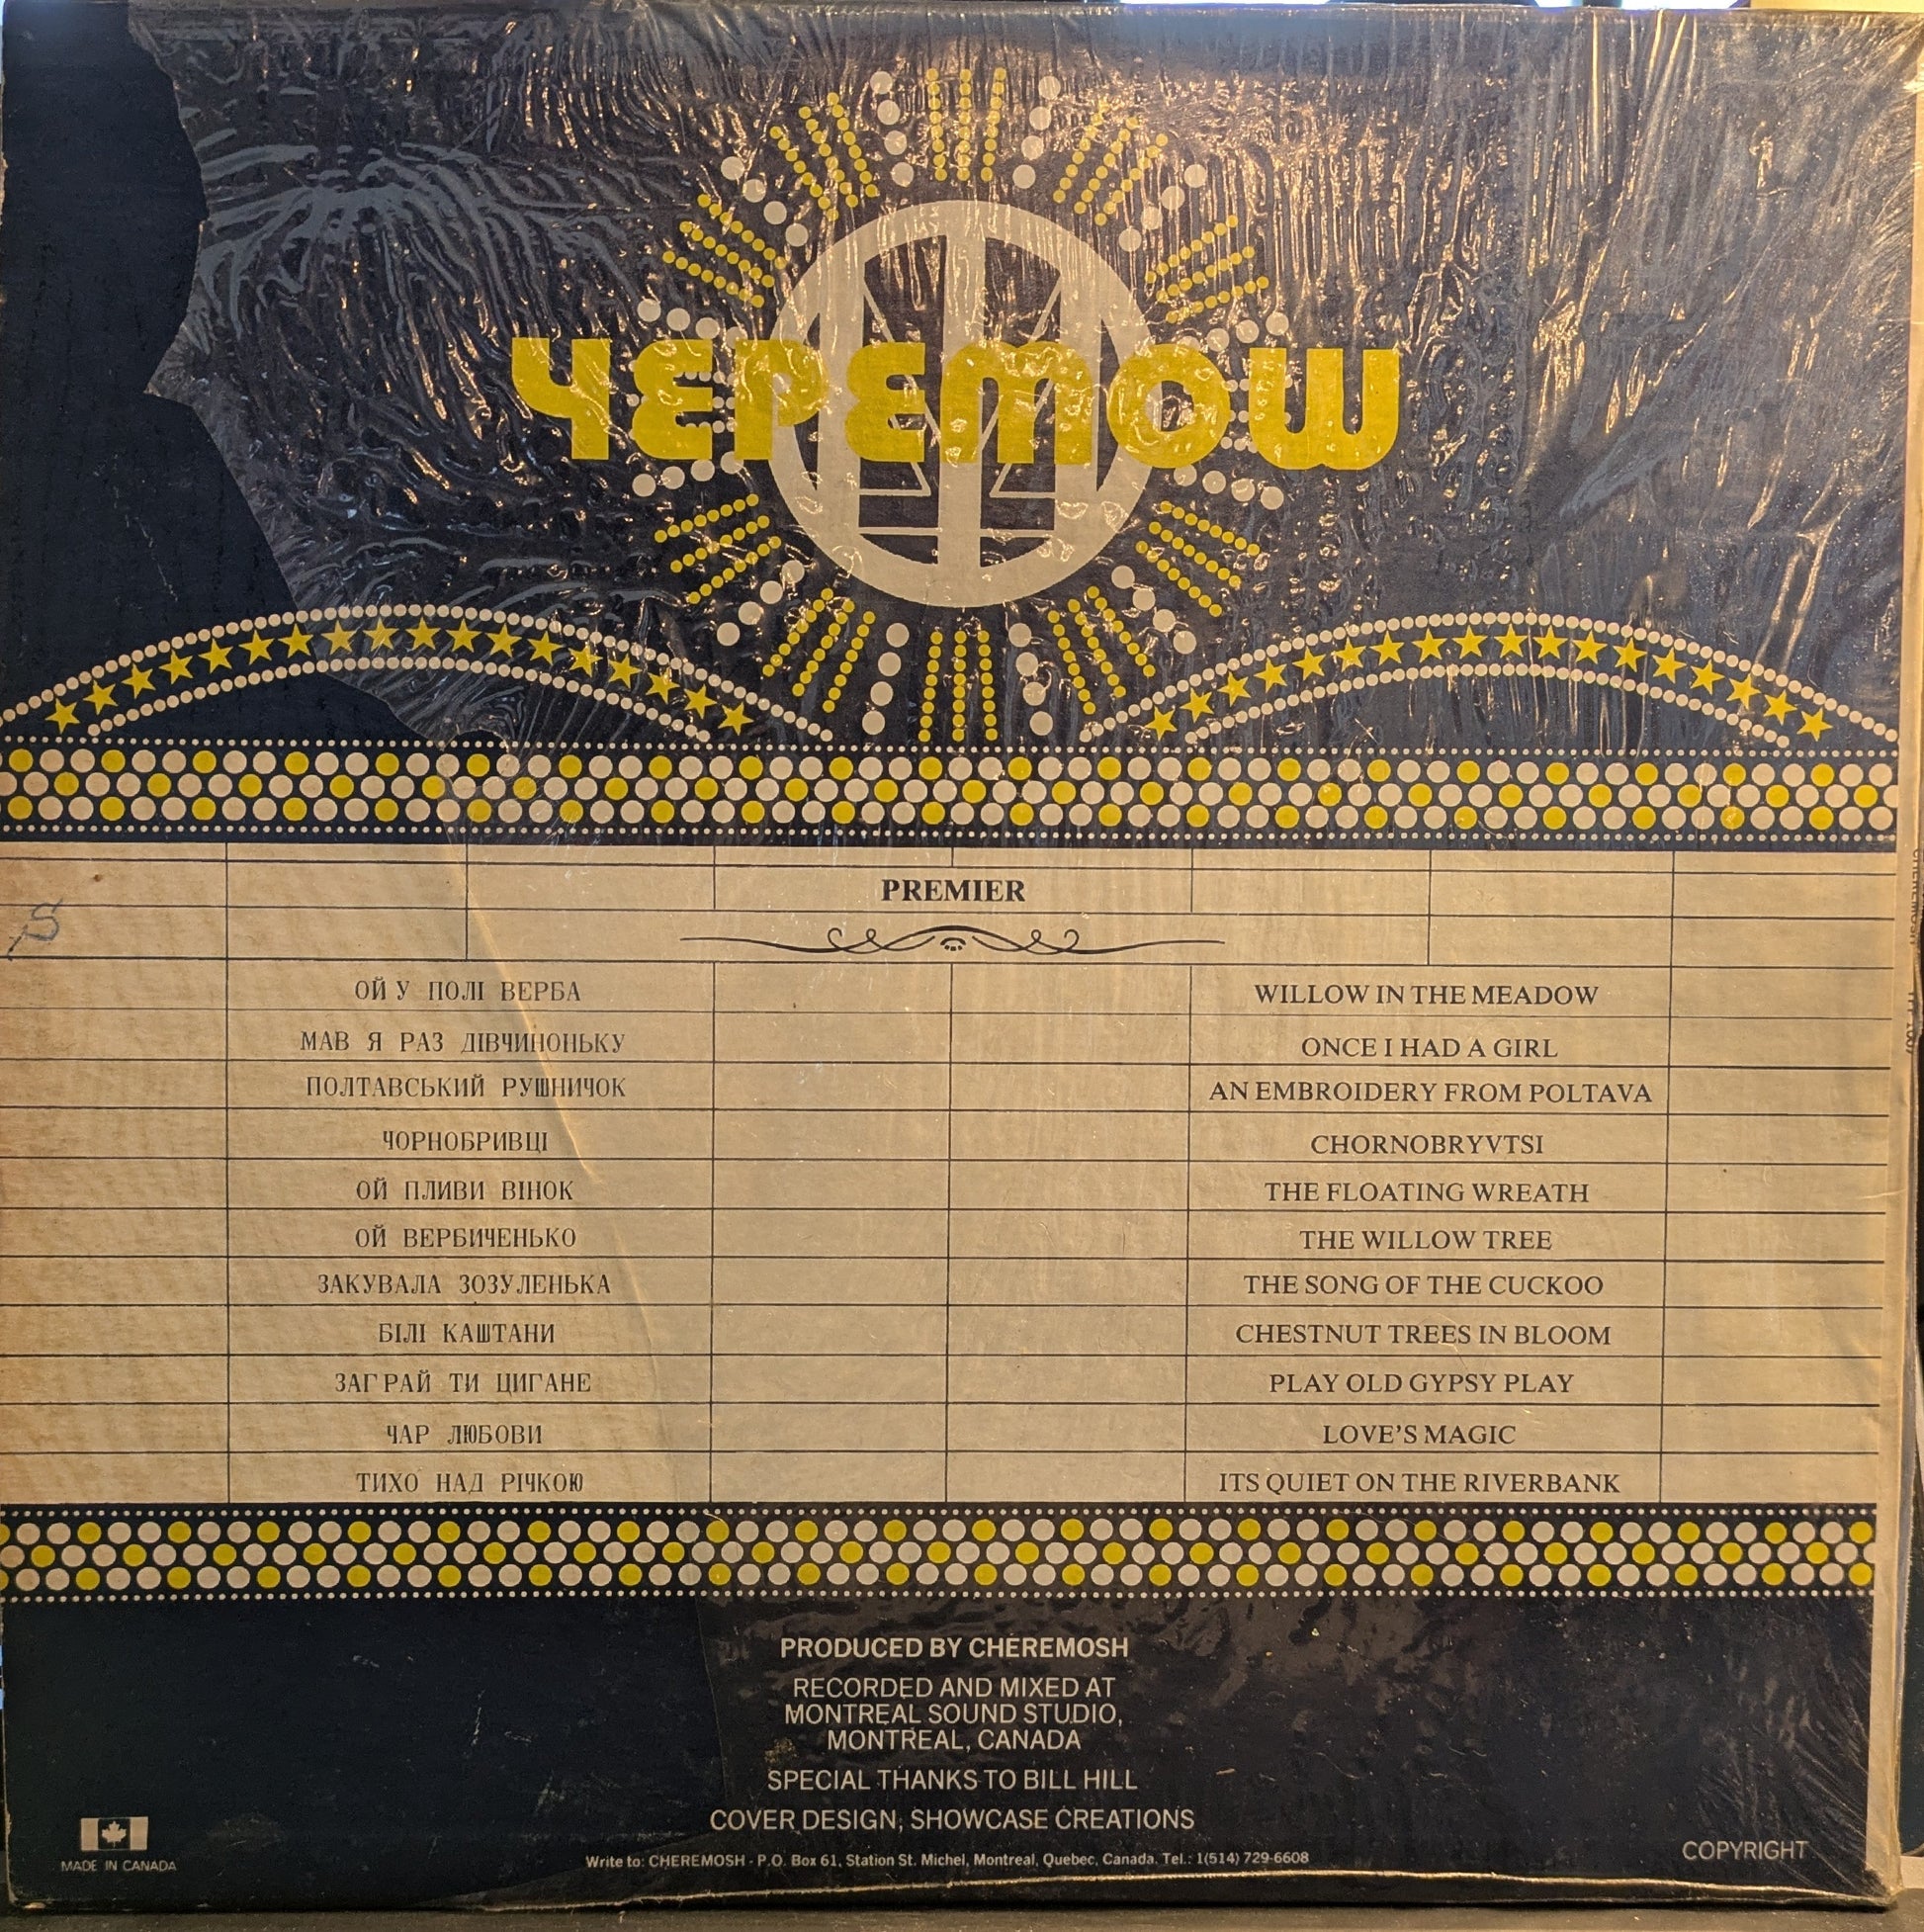 ЧЕРЕМОШ
PREMIER
S
ОЙ У ПОЛІ ВЕРБА
WILLOW IN THE MEADOW
МАВ Я РАЗ ДІВЧИНОНЬКУ
ONCE I HAD A GIRL
ПОЛТАВСЬКИЙ РУШНИЧОК
AN EMBROIDERY FROM POLTAVA
ЧОРНОБРИВЦІ
CHORNOBRYVTSI
ОЙ ПЛИВИ ВІНОК
THE FLOATING WREATH
ОЙ ВЕРБИЧЕНЬКО
THE WILLOW TREE
ЗАКУВАЛА ЗОЗУЛЕНЬКА
THE SONG OF THE CUCKOO
БІЛІ КАШТАНИ
CHESTNUT TREES IN BLOOM
ЗАГРАЙ ТИ ЦИГАНЕ
PLAY OLD GYPSY PLAY
ЧАР ЛЮБОВИ
LOVE'S MAGIC
ТИХО НАД РІЧКОЮ
ITS QUIET ON THE RIVERBANK
PRODUCED BY CHEREMOSH
RECORDED AND MIXED AT
MONTREAL SOUND STUDIO,
MONTREAL, CANADA
SPECIAL THANKS TO BILL HILL
COVER DESIGN; SHOWCASE CREATIONS
MADE IN CANADA
Write to: CHEREMOSH - P.O. Box 61, Station St. Michel, Montreal, Quebec, Canada. Tel.: 1(514) 729-6608
COPYRIGHT